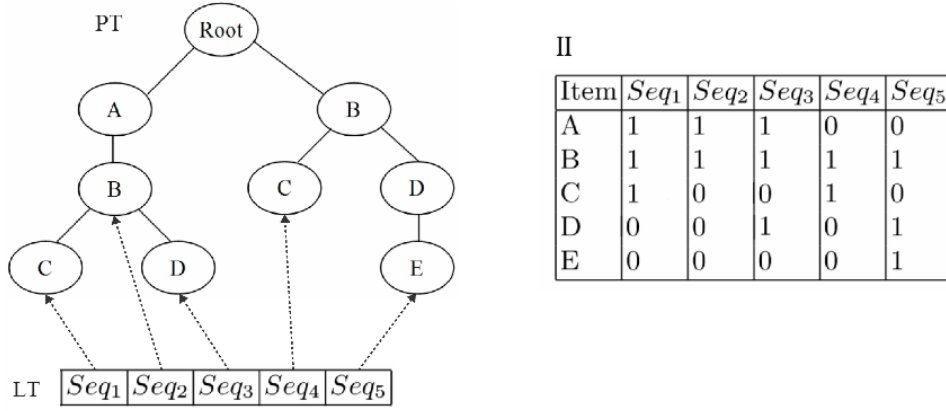 PT
Root
A
B
B
C
D
C
D
E
LT Seq1 Seq2 Seq3 Seq4 Seq5
II
Item Seq1 Seq2 Seq3 Seq4 Seq5
A 1 1 1 0 0
B 1 1 1 1 1
C 1 0 0 1 0
D 0 0 1 0 1
E 0 0 0 0 1